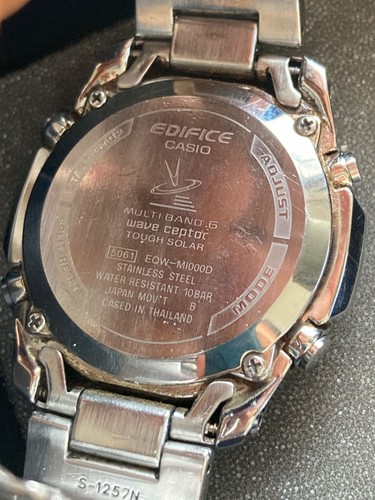 EDIFICE
CASIO
MULTI BAND 6
wave ceptor
TOUGH SOLAR
5061 EQW-M1000D
STAINLESS STEEL
WATER RESISTANT 10BAR
JAPAN MOV'T B
CASED IN THAILAND
ADJUST
MODE
S-1252N